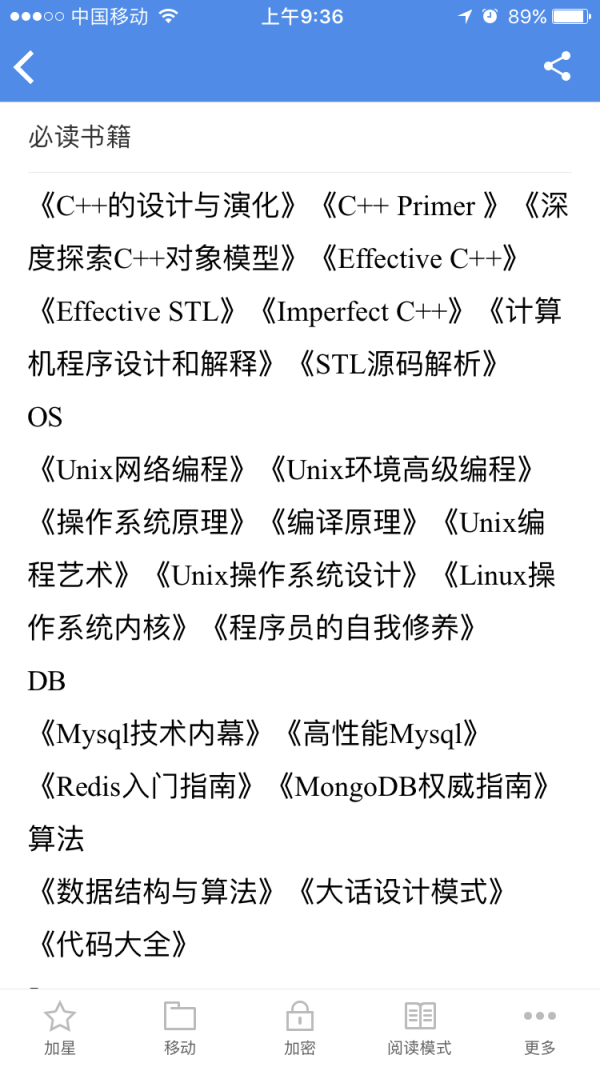 中国移动 上午9:36 89%
必读书籍
《C++的设计与演化》《C++ Primer 》《深
度探索C++对象模型》《Effective C++》
《Effective STL》《Imperfect C++》《计算
机程序设计和解释》《STL源码解析》
OS
《Unix网络编程》《Unix环境高级编程》
《操作系统原理》《编译原理》《Unix编
程艺术》《Unix操作系统设计》《Linux操
作系统内核》《程序员的自我修养》
DB
《Mysql技术内幕》《高性能Mysql》
《Redis入门指南》《MongoDB权威指南》
算法
《数据结构与算法》《大话设计模式》
《代码大全》
加星 移动 加密 阅读模式 更多